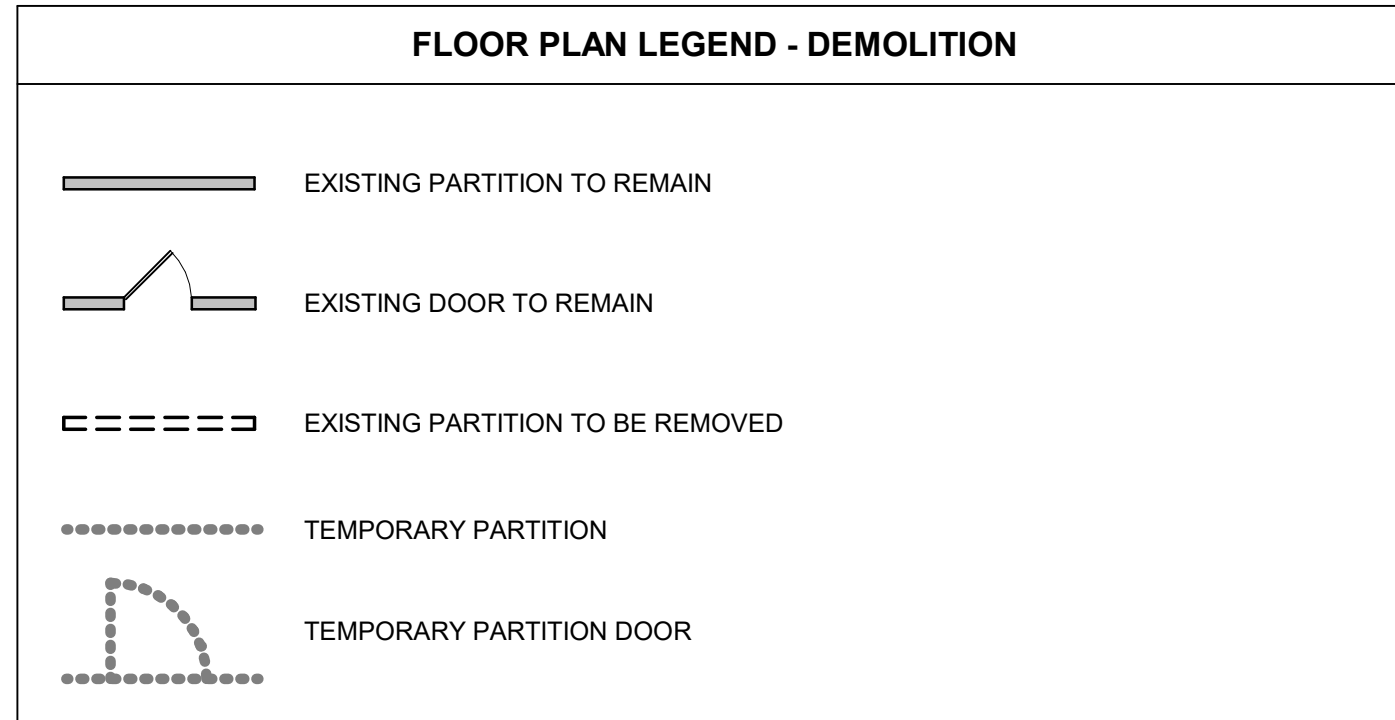 FLOOR PLAN LEGEND - DEMOLITION
EXISTING PARTITION TO REMAIN
EXISTING DOOR TO REMAIN
EXISTING PARTITION TO BE REMOVED
TEMPORARY PARTITION
TEMPORARY PARTITION DOOR